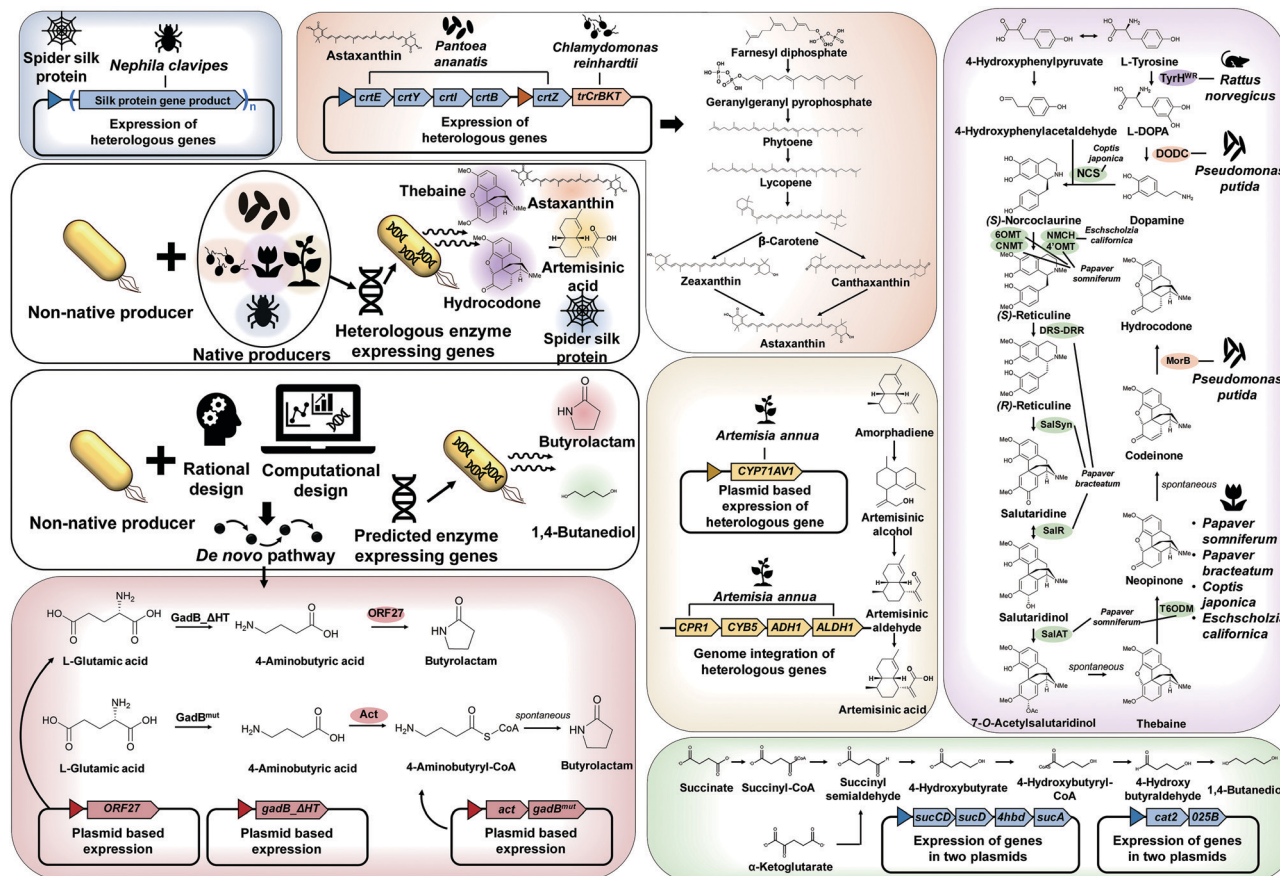 Spider silk
protein
Nephila clavipes
Silk protein gene product
n
Expression of
heterologous genes
Astaxanthin
Pantoea
ananatis
Chlamydomonas
reinhardtii
crtE
crtY
crtI
crtB
crtZ
trCrBKT
Expression of
heterologous genes
Farnesyl diphosphate
Geranylgeranyl pyrophosphate
Phytoene
Lycopene
β-Carotene
Zeaxanthin
Canthaxanthin
Astaxanthin
Non-native producer
Native producers
Heterologous enzyme
expressing genes
Thebaine
Astaxanthin
Hydrocodone
Artemisinic
acid
Spider silk
protein
Non-native producer
Rational
design
Computational
design
De novo pathway
Predicted enzyme
expressing genes
Butyrolactam
1,4-Butanediol
L-Glutamic acid
GadB_ΔHT
4-Aminobutyric acid
ORF27
Butyrolactam
L-Glutamic acid
GadBmut
4-Aminobutyric acid
Act
4-Aminobutyryl-CoA
spontaneous
Butyrolactam
ORF27
Plasmid based
expression
gadB_ΔHT
Plasmid based
expression
act
gadBmut
Plasmid based
expression
Artemisia annua
CYP71AV1
Plasmid based
expression of
heterologous gene
Artemisia annua
CPR1
CYB5
ADH1
ALDH1
Genome integration of
heterologous genes
Amorphadiene
Artemisinic
alcohol
Artemisinic
aldehyde
Artemisinic acid
4-Hydroxyphenylpyruvate
L-Tyrosine
TyrHWR
Rattus
norvegicus
4-Hydroxyphenylacetaldehyde
L-DOPA
Coptis
japonica
NCS
DODC
Pseudomonas
putida
(S)-Norcoclaurine
Dopamine
6OMT
CNMT
NMCH
4'OMT
Eschscholzia
californica
Papaver
somniferum
(S)-Reticuline
Hydrocodone
DRS-DRR
MorB
Pseudomonas
putida
(R)-Reticuline
SalSyn
Codeinone
Papaver
bracteatum
Salutaridine
spontaneous
SalR
Neopinone
• Papaver
somniferum
• Papaver
bracteatum
• Coptis
japonica
• Eschscholzia
californica
Salutaridinol
T6ODM
Papaver
somniferum
SalAT
spontaneous
7-O-Acetylsalutaridinol
Thebaine
Succinate
Succinyl-CoA
Succinyl
semialdehyde
4-Hydroxybutyrate
4-Hydroxybutyryl-
CoA
4-Hydroxy
butyraldehyde
1,4-Butanediol
α-Ketoglutarate
sucCD
sucD
4hbd
sucA
Expression of genes
in two plasmids
cat2
025B
Expression of genes
in two plasmids